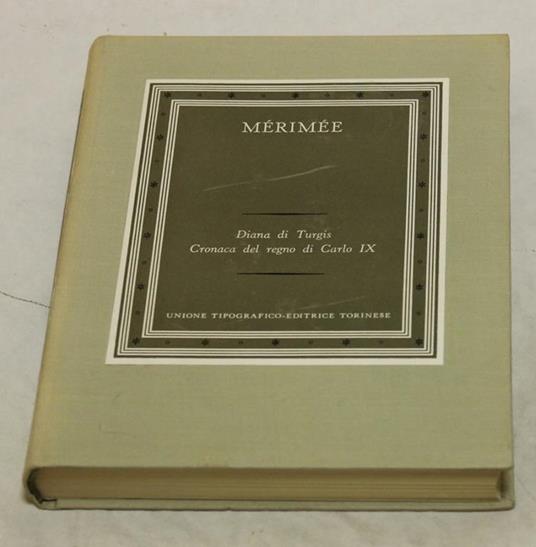 MÉRIMÉE
Diana di Turgis
Cronaca del regno di Carlo IX
UNIONE TIPOGRAFICO-EDITRICE TORINESE